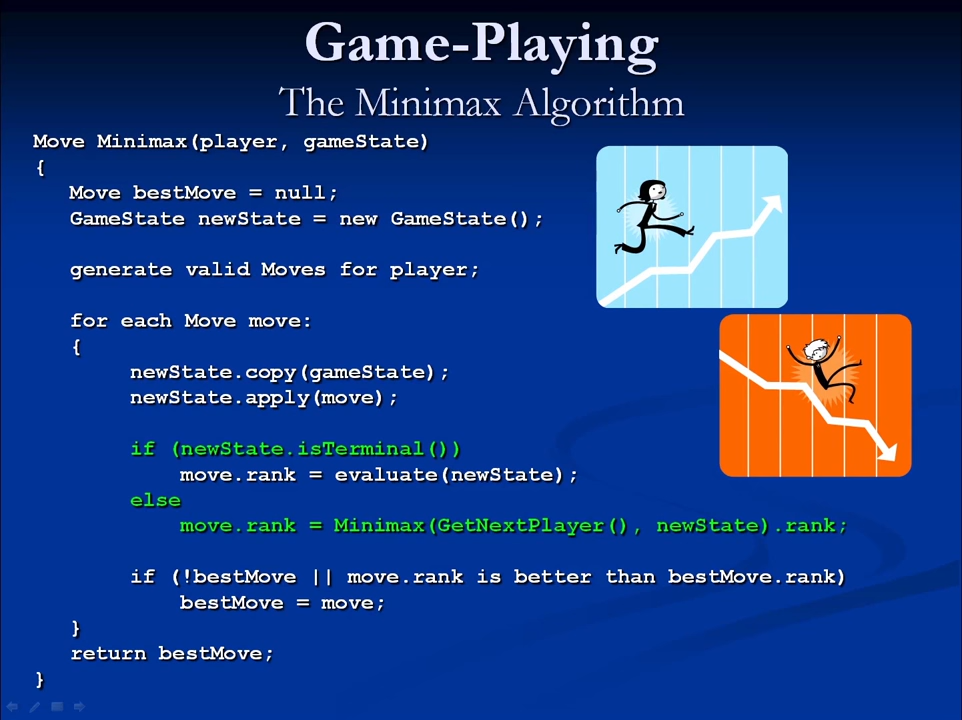 Game-Playing
The Minimax Algorithm
Move Minimax(player, gameState)
{
Move bestMove = null;
GameState newState = new GameState();
generate valid Moves for player;
for each Move move:
{
newState.copy(gameState);
newState.apply(move);
if (newState.isTerminal())
move.rank = evaluate(newState);
else
move.rank = Minimax(GetNextPlayer(), newState).rank;
if (!bestMove || move.rank is better than bestMove.rank)
bestMove = move;
}
return bestMove;
}